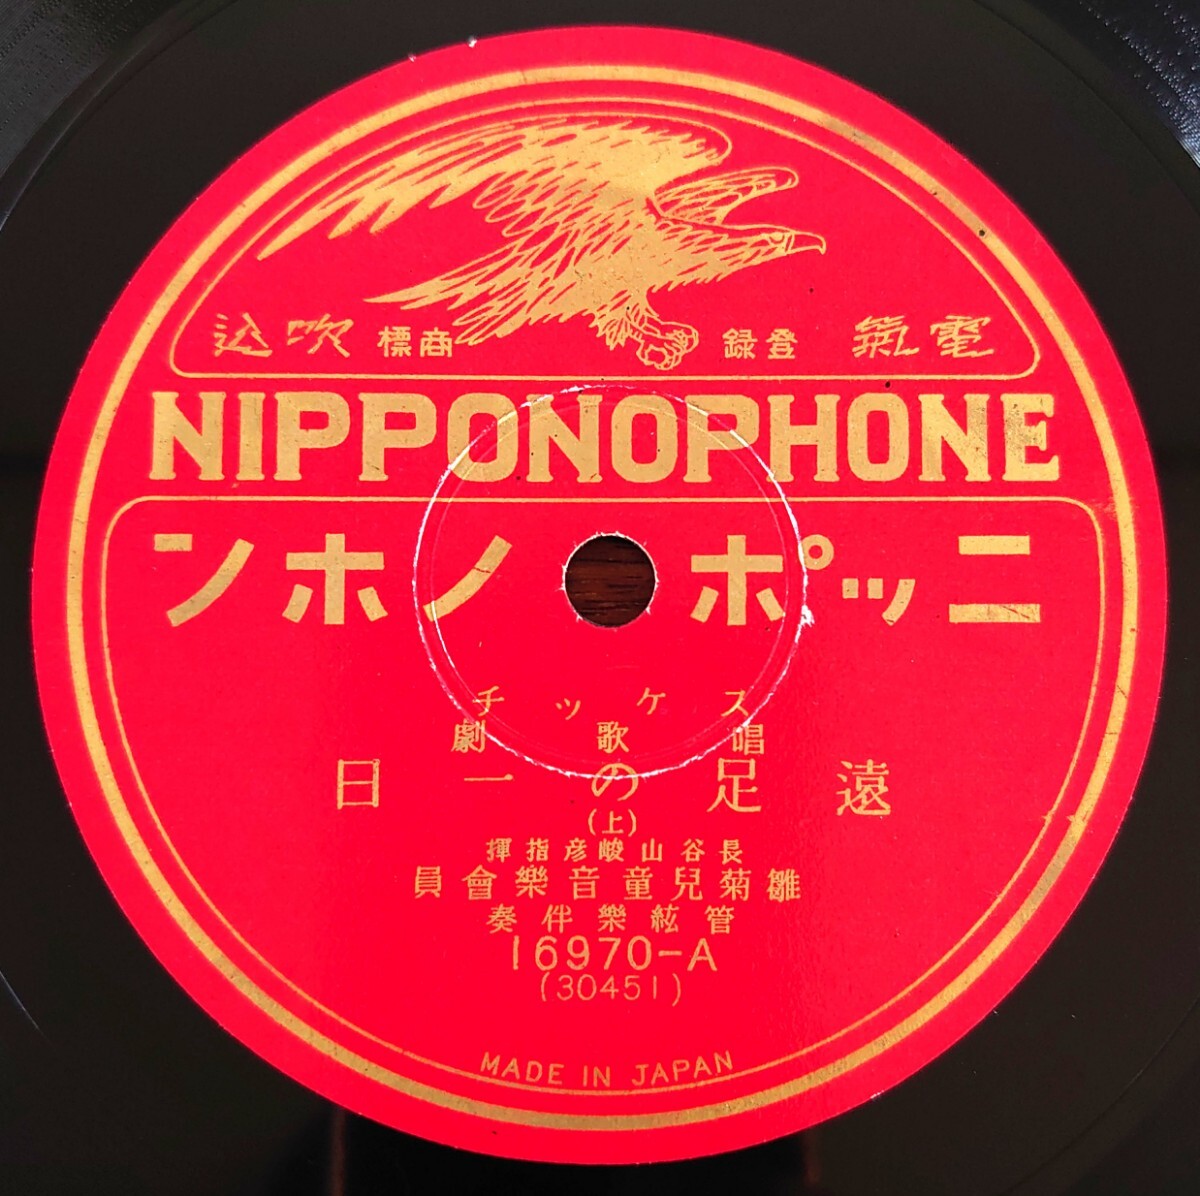 電氣 登録 商標 吹込
NIPPONOPHONE
ニッポノホン
スケッチ
唱歌劇
遠足の一日
(上)
長谷山峻彦指揮
雛菊兒童音樂會員
管絃樂伴奏
16970-A
(30451)
MADE IN JAPAN